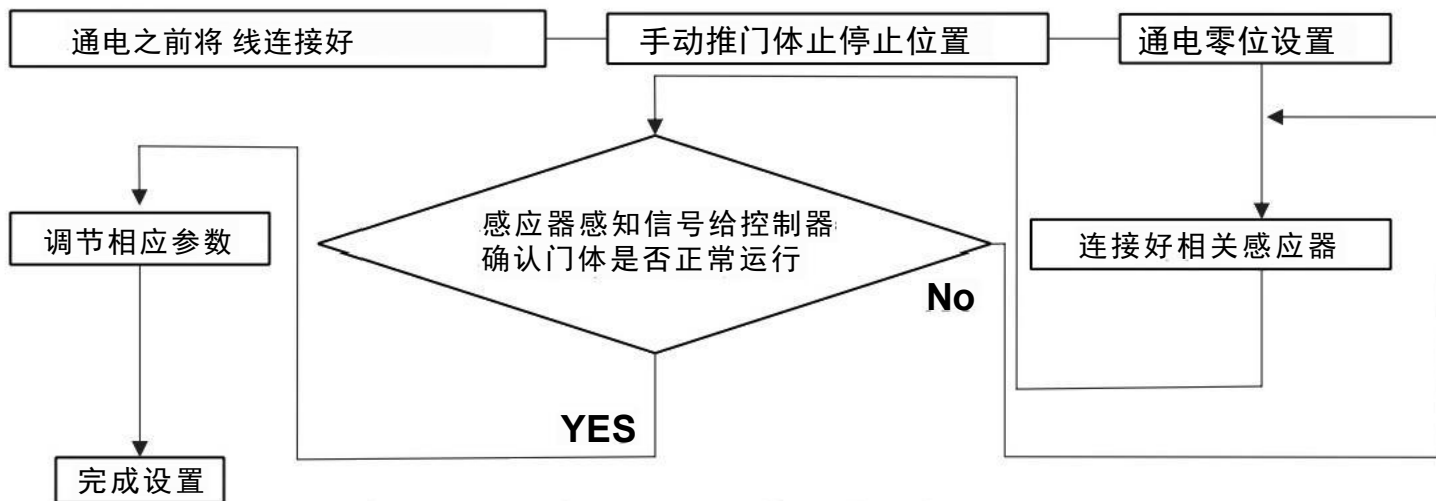 通电之前将 线连接好
手动推门体止停止位置
通电零位设置
感应器感知信号给控制器
确认门体是否正常运行
调节相应参数
连接好相关感应器
No
YES
完成设置